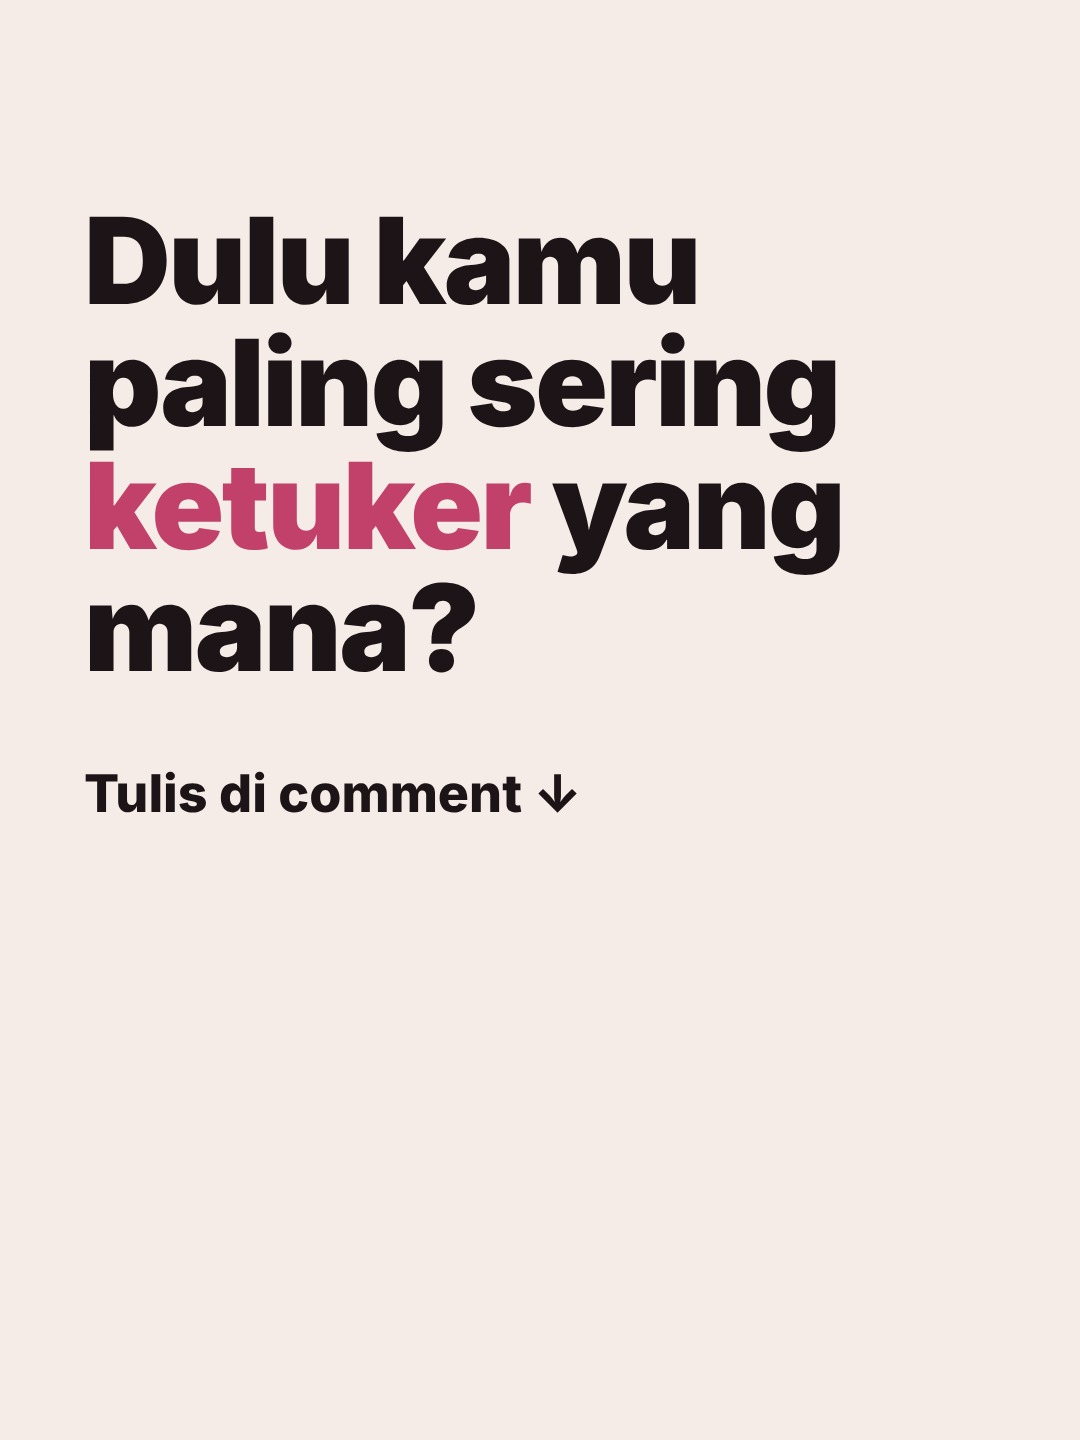 Dulu kamu
paling sering
ketuker yang
mana?
Tulis di comment ↓